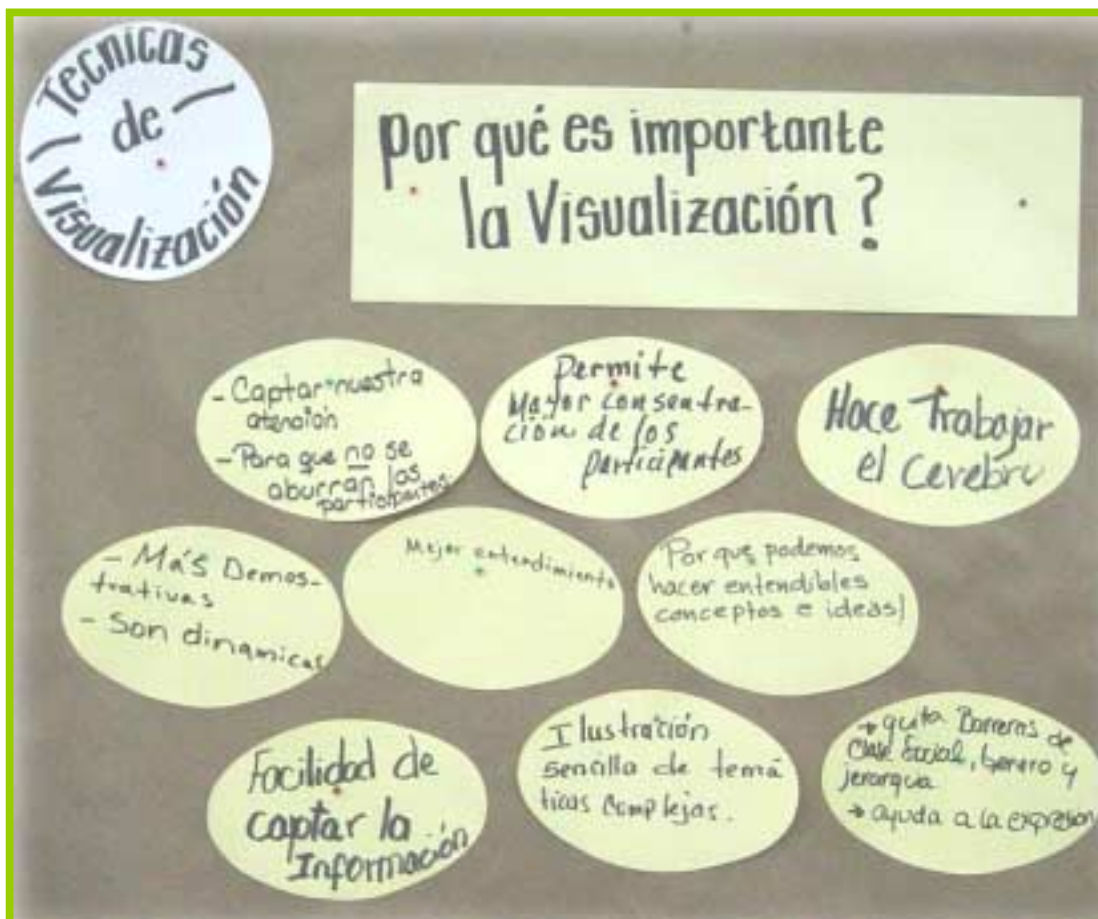 Tecnicas
de
Visualización
Por qué es importante
la Visualización ?
- Captar nuestra
atención
- Para que no se
aburran los
participantes.
Permite
Mayor consentra-
ción de los
participantes
Hace Trabajar
el Cerebro
- Más Demos-
trativas
- Son dinamicas
Mejor entendimiento
Por que podemos
hacer entendibles
conceptos e ideas
Facilidad de
captar la
Información
Ilustración
sencilla de temá
ticas complejas.
→ quita Barreras de
Clase Social, Genero y
jerarquia
→ ayuda a la expresion